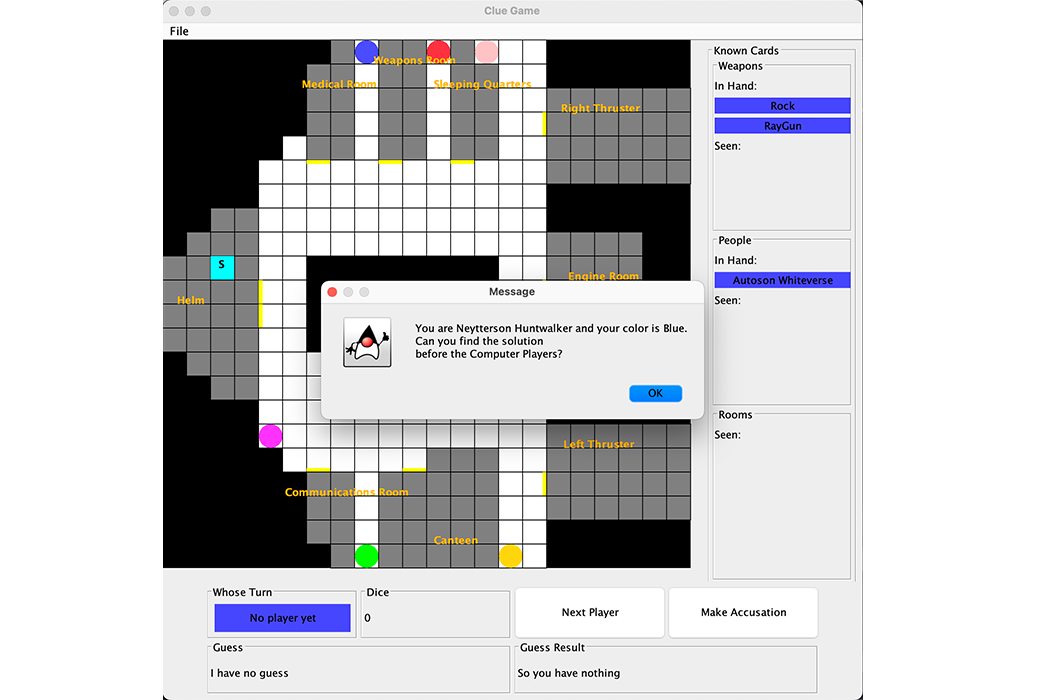 Clue Game
File
Weapons Room
Medical Room
Sleeping Quarters
Right Thruster
S
Helm
Engine Room
Message
You are Neytterson Huntwalker and your color is Blue.
Can you find the solution
before the Computer Players?
OK
Left Thruster
Communications Room
Canteen
Known Cards
Weapons
In Hand:
Rock
RayGun
Seen:
People
In Hand:
Autoson Whiteverse
Seen:
Rooms
Seen:
Whose Turn
No player yet
Dice
0
Next Player
Make Accusation
Guess
I have no guess
Guess Result
So you have nothing